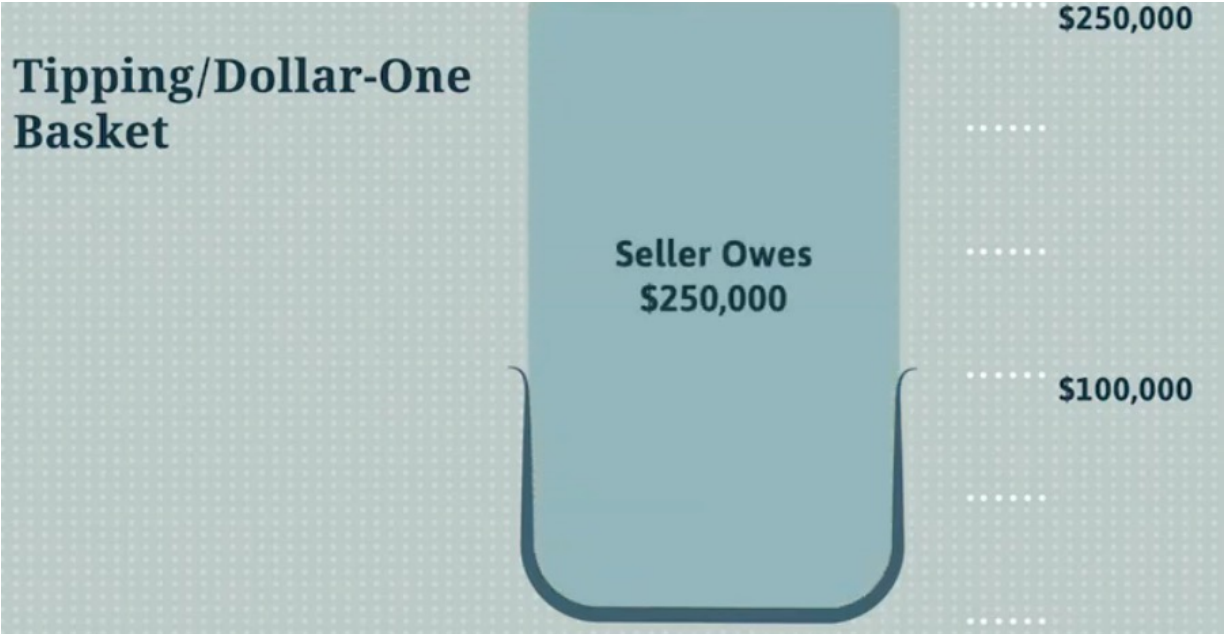 Tipping/Dollar-One
Basket
$250,000
Seller Owes
$250,000
$100,000